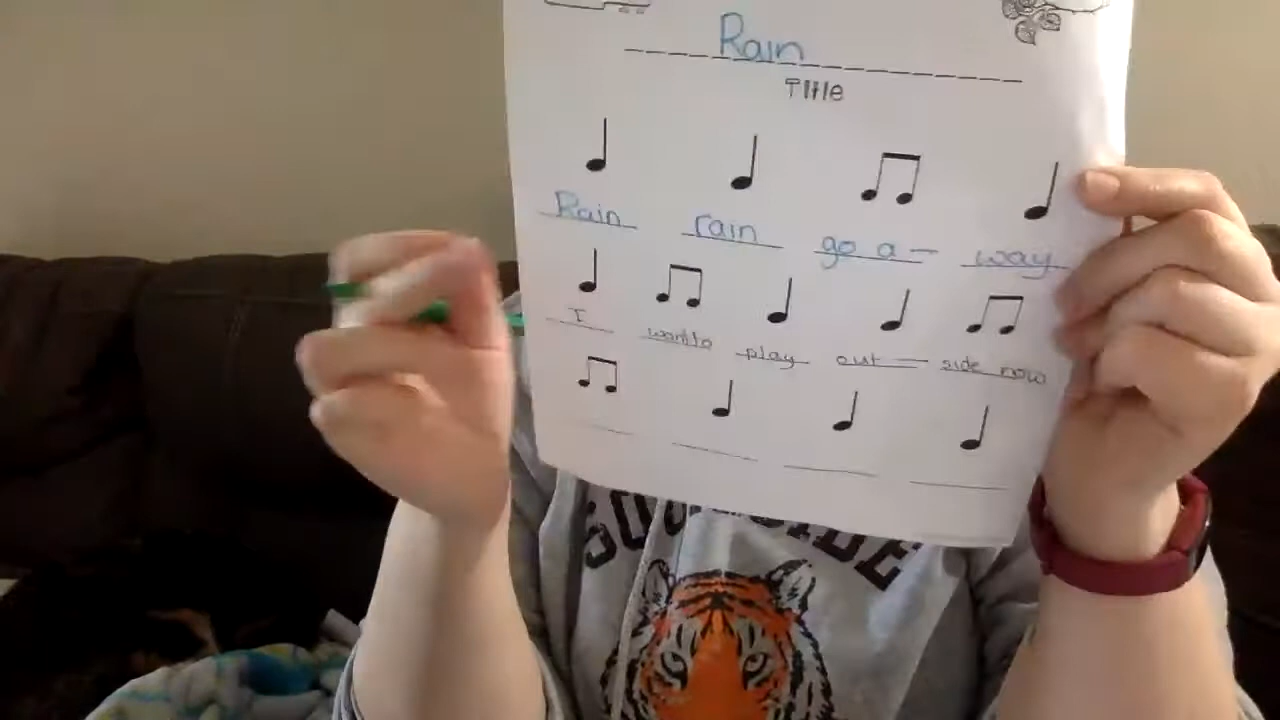 Rain
Title
Rain rain go a - way
I want to play out — side now